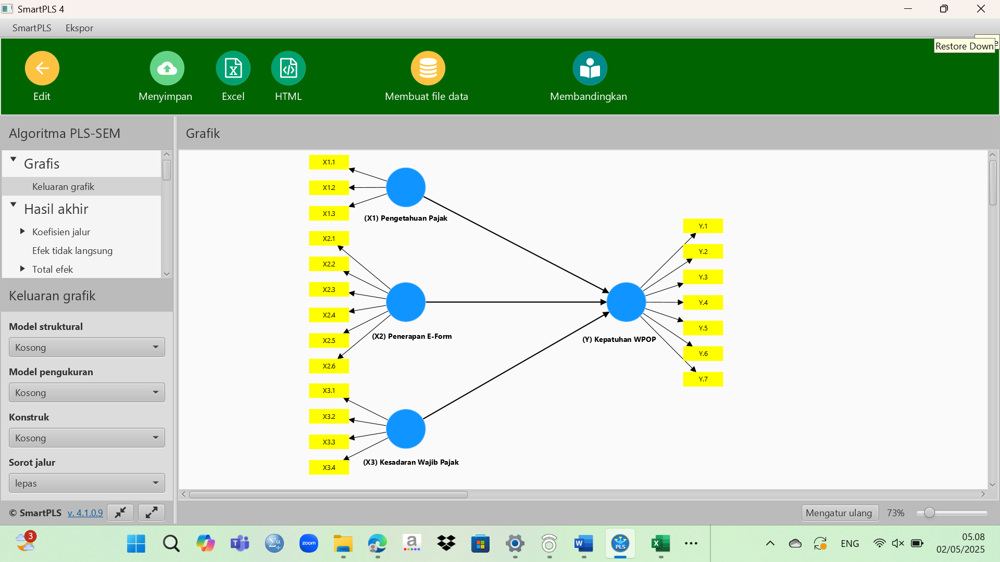 SmartPLS 4
SmartPLS Ekspor
Restore Down
Edit
Menyimpan
Excel
HTML
Membuat file data
Membandingkan
Algoritma PLS-SEM
Grafis
Keluaran grafik
Hasil akhir
Koefisien jalur
Efek tidak langsung
Total efek
Keluaran grafik
Model struktural
Kosong
Model pengukuran
Kosong
Konstruk
Kosong
Sorot jalur
lepas
© SmartPLS v. 4.1.0.9
Grafik
X1.1
X1.2
X1.3
(X1) Pengetahuan Pajak
X2.1
X2.2
X2.3
X2.4
X2.5
X2.6
(X2) Penerapan E-Form
X3.1
X3.2
X3.3
X3.4
(X3) Kesadaran Wajib Pajak
(Y) Kepatuhan WPOP
Y.1
Y.2
Y.3
Y.4
Y.5
Y.6
Y.7
Mengatur ulang 73%
3
zoom
a
W
PLS
X
ENG
05.08
02/05/2025